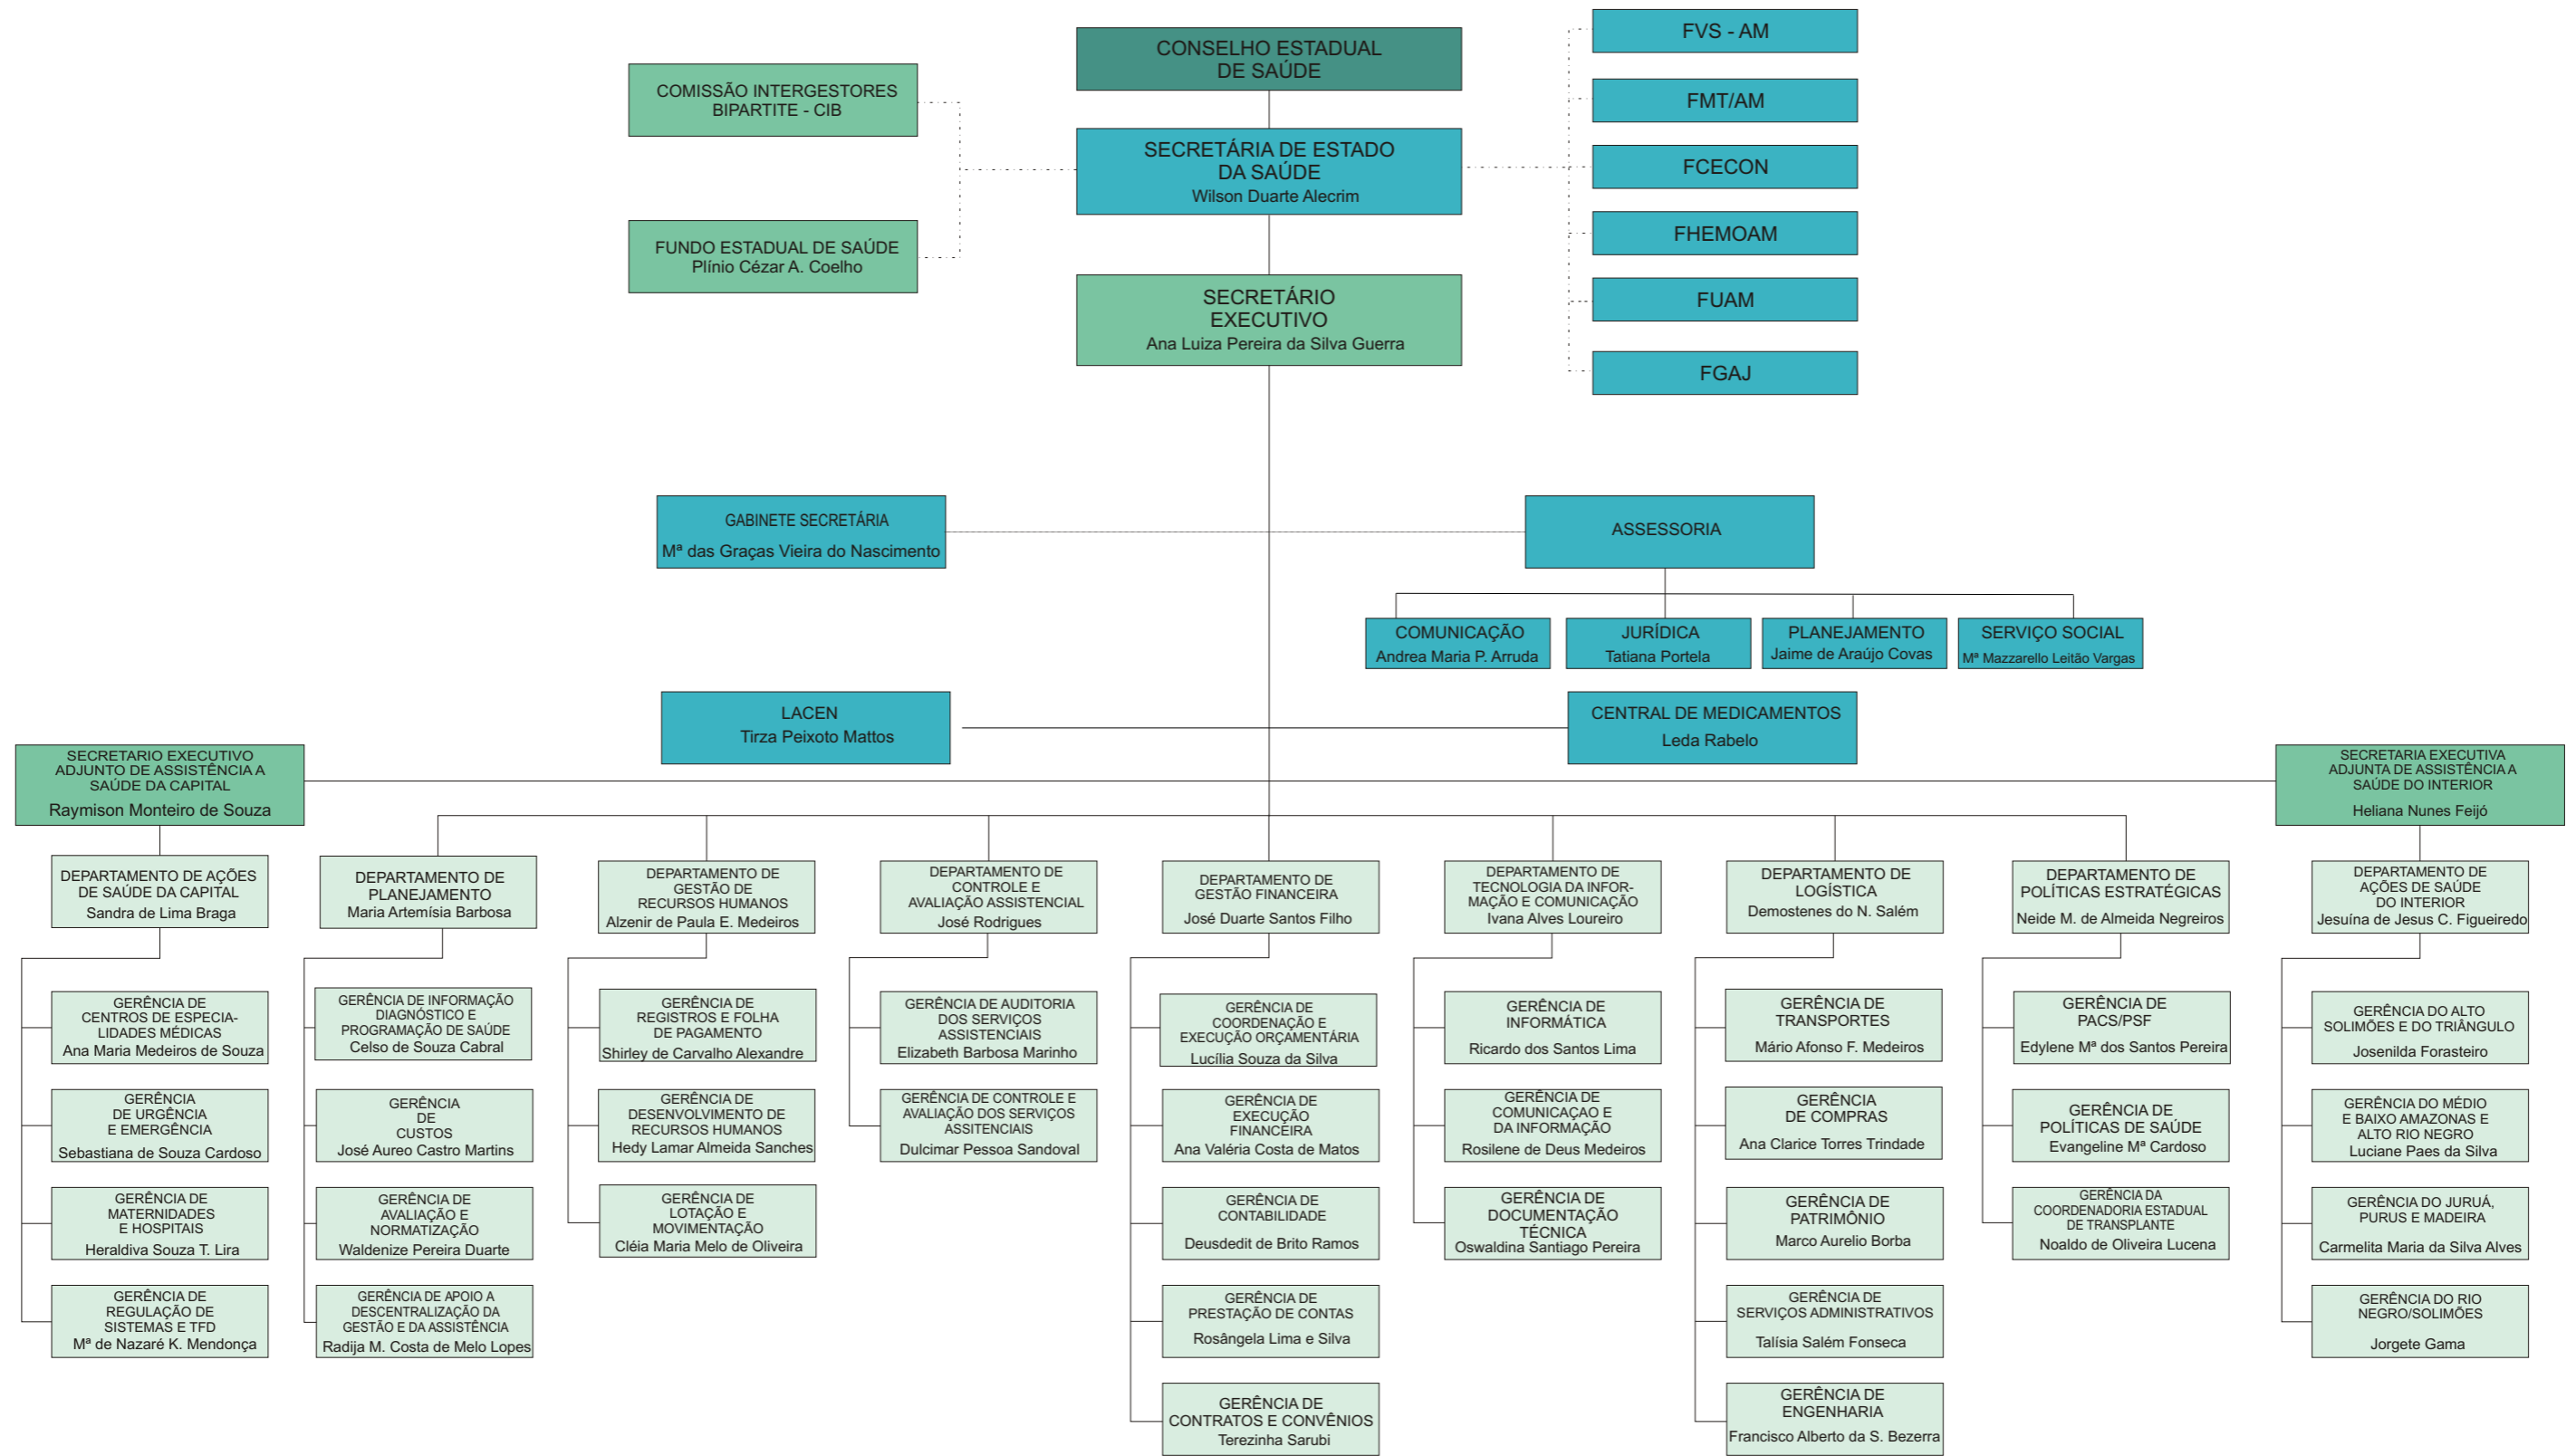 CONSELHO ESTADUAL
DE SAÚDE
COMISSÃO INTERGESTORES
BIPARTITE - CIB
SECRETÁRIA DE ESTADO
DA SAÚDE
Wilson Duarte Alecrim
FUNDO ESTADUAL DE SAÚDE
Plínio Cézar A. Coelho
SECRETÁRIO
EXECUTIVO
Ana Luiza Pereira da Silva Guerra
FVS - AM
FMT/AM
FCECON
FHEMOAM
FUAM
FGAJ
GABINETE SECRETÁRIA
Mª das Graças Vieira do Nascimento
ASSESSORIA
COMUNICAÇÃO
Andrea Maria P. Arruda
JURÍDICA
Tatiana Portela
PLANEJAMENTO
Jaime de Araújo Covas
SERVIÇO SOCIAL
Mª Mazzarello Leitão Vargas
LACEN
Tirza Peixoto Mattos
CENTRAL DE MEDICAMENTOS
Leda Rabelo
SECRETARIO EXECUTIVO
ADJUNTO DE ASSISTÊNCIA A
SAÚDE DA CAPITAL
Raymison Monteiro de Souza
SECRETARIA EXECUTIVA
ADJUNTA DE ASSISTÊNCIA A
SAÚDE DO INTERIOR
Heliana Nunes Feijó
DEPARTAMENTO DE AÇÕES
DE SAÚDE DA CAPITAL
Sandra de Lima Braga
DEPARTAMENTO DE
PLANEJAMENTO
Maria Artemísia Barbosa
DEPARTAMENTO DE
GESTÃO DE
RECURSOS HUMANOS
Alzenir de Paula E. Medeiros
DEPARTAMENTO DE
CONTROLE E
AVALIAÇÃO ASSISTENCIAL
José Rodrigues
DEPARTAMENTO DE
GESTÃO FINANCEIRA
José Duarte Santos Filho
DEPARTAMENTO DE
TECNOLOGIA DA INFOR-
MAÇÃO E COMUNICAÇÃO
Ivana Alves Loureiro
DEPARTAMENTO DE
LOGÍSTICA
Demostenes do N. Salém
DEPARTAMENTO DE
POLÍTICAS ESTRATÉGICAS
Neide M. de Almeida Negreiros
DEPARTAMENTO DE
AÇÕES DE SAÚDE
DO INTERIOR
Jesuína de Jesus C. Figueiredo
GERÊNCIA DE
CENTROS DE ESPECIA-
LIDADES MÉDICAS
Ana Maria Medeiros de Souza
GERÊNCIA
DE URGÊNCIA
E EMERGÊNCIA
Sebastiana de Souza Cardoso
GERÊNCIA DE
MATERNIDADES
E HOSPITAIS
Heraldiva Souza T. Lira
GERÊNCIA DE
REGULAÇÃO DE
SISTEMAS E TFD
Mª de Nazaré K. Mendonça
GERÊNCIA DE INFORMAÇÃO
DIAGNÓSTICO E
PROGRAMAÇÃO DE SAÚDE
Celso de Souza Cabral
GERÊNCIA
DE
CUSTOS
José Aureo Castro Martins
GERÊNCIA DE
AVALIAÇÃO E
NORMATIZAÇÃO
Waldenize Pereira Duarte
GERÊNCIA DE APOIO A
DESCENTRALIZAÇÃO DA
GESTÃO E DA ASSISTÊNCIA
Radija M. Costa de Melo Lopes
GERÊNCIA DE
REGISTROS E FOLHA
DE PAGAMENTO
Shirley de Carvalho Alexandre
GERÊNCIA DE
DESENVOLVIMENTO DE
RECURSOS HUMANOS
Hedy Lamar Almeida Sanches
GERÊNCIA DE
LOTAÇÃO E
MOVIMENTAÇÃO
Cléia Maria Melo de Oliveira
GERÊNCIA DE AUDITORIA
DOS SERVIÇOS
ASSISTENCIAIS
Elizabeth Barbosa Marinho
GERÊNCIA DE CONTROLE E
AVALIAÇÃO DOS SERVIÇOS
ASSITENCIAIS
Dulcimar Pessoa Sandoval
GERÊNCIA DE
COORDENAÇÃO E
EXECUÇÃO ORÇAMENTÁRIA
Lucília Souza da Silva
GERÊNCIA DE
EXECUÇÃO
FINANCEIRA
Ana Valéria Costa de Matos
GERÊNCIA DE
CONTABILIDADE
Deusdedit de Brito Ramos
GERÊNCIA DE
PRESTAÇÃO DE CONTAS
Rosângela Lima e Silva
GERÊNCIA DE
CONTRATOS E CONVÊNIOS
Terezinha Sarubi
GERÊNCIA DE
INFORMÁTICA
Ricardo dos Santos Lima
GERÊNCIA DE
COMUNICAÇAO E
DA INFORMAÇÃO
Rosilene de Deus Medeiros
GERÊNCIA DE
DOCUMENTAÇÃO
TÉCNICA
Oswaldina Santiago Pereira
GERÊNCIA DE
TRANSPORTES
Mário Afonso F. Medeiros
GERÊNCIA
DE COMPRAS
Ana Clarice Torres Trindade
GERÊNCIA DE
PATRIMÔNIO
Marco Aurelio Borba
GERÊNCIA DE
SERVIÇOS ADMINISTRATIVOS
Talísia Salém Fonseca
GERÊNCIA DE
ENGENHARIA
Francisco Alberto da S. Bezerra
GERÊNCIA DE
PACS/PSF
Edylene Mª dos Santos Pereira
GERÊNCIA DE
POLÍTICAS DE SAÚDE
Evangeline Mª Cardoso
GERÊNCIA DA
COORDENADORIA ESTADUAL
DE TRANSPLANTE
Noaldo de Oliveira Lucena
GERÊNCIA DO ALTO
SOLIMÕES E DO TRIÂNGULO
Josenilda Forasteiro
GERÊNCIA DO MÉDIO
E BAIXO AMAZONAS E
ALTO RIO NEGRO
Luciane Paes da Silva
GERÊNCIA DO JURUÁ,
PURUS E MADEIRA
Carmelita Maria da Silva Alves
GERÊNCIA DO RIO
NEGRO/SOLIMÕES
Jorgete Gama